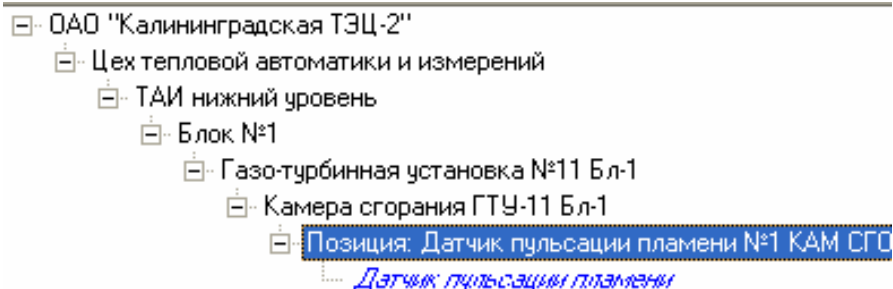 ОАО "Калининградская ТЭЦ-2"
Цех тепловой автоматики и измерений
ТАИ нижний уровень
Блок №1
Газо-турбинная установка №11 Бл-1
Камера сгорания ГТУ-11 Бл-1
Позиция: Датчик пульсации пламени №1 КАМ СГО
Датчик пульсации пламени